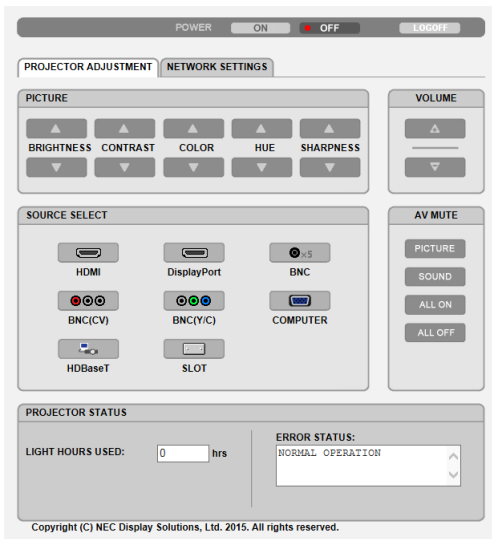 POWER ON OFF LOGOFF
PROJECTOR ADJUSTMENT NETWORK SETTINGS
PICTURE VOLUME
BRIGHTNESS CONTRAST COLOR HUE SHARPNESS
SOURCE SELECT AV MUTE
×5 PICTURE
HDMI DisplayPort BNC
SOUND
ALL ON
BNC(CV) BNC(Y/C) COMPUTER
ALL OFF
HDBaseT SLOT
PROJECTOR STATUS
ERROR STATUS:
LIGHT HOURS USED: 0 hrs NORMAL OPERATION
Copyright (C) NEC Display Solutions, Ltd. 2015. All rights reserved.